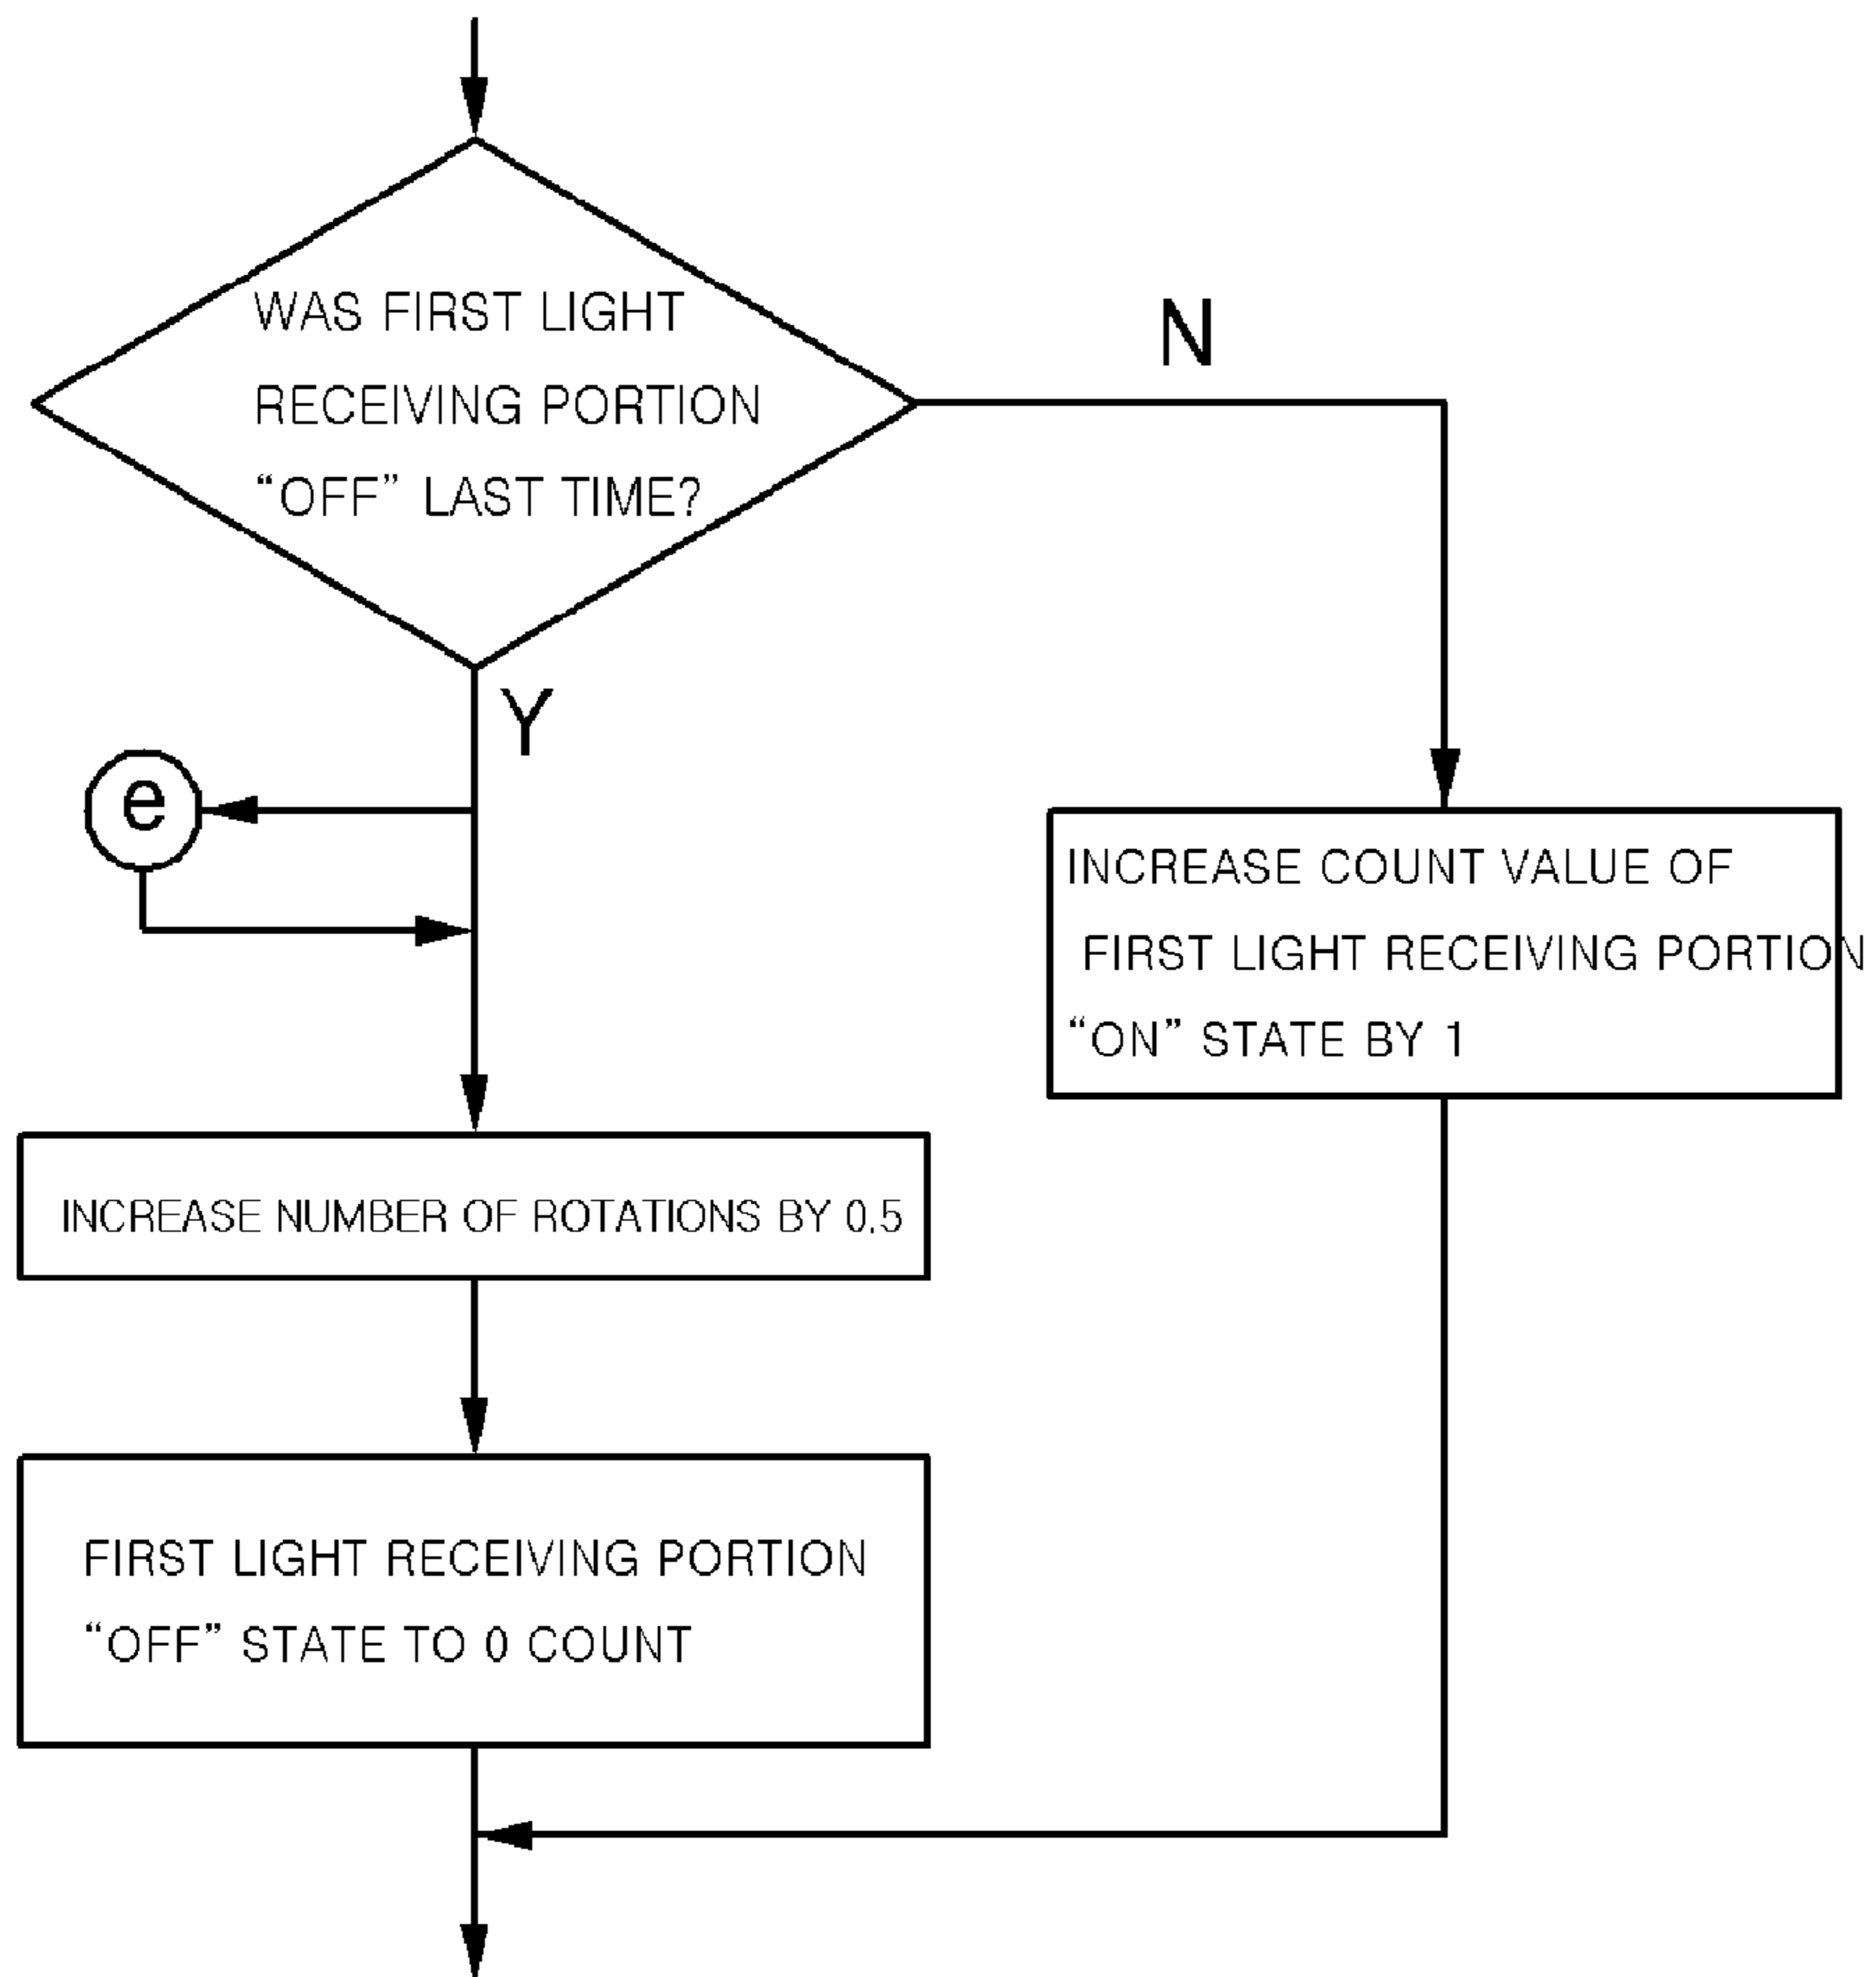 WAS FIRST LIGHT
RECEIVING PORTION
“OFF” LAST TIME?
N
Y
e
INCREASE COUNT VALUE OF
FIRST LIGHT RECEIVING PORTION
“ON” STATE BY 1
INCREASE NUMBER OF ROTATIONS BY 0.5
FIRST LIGHT RECEIVING PORTION
“OFF” STATE TO 0 COUNT